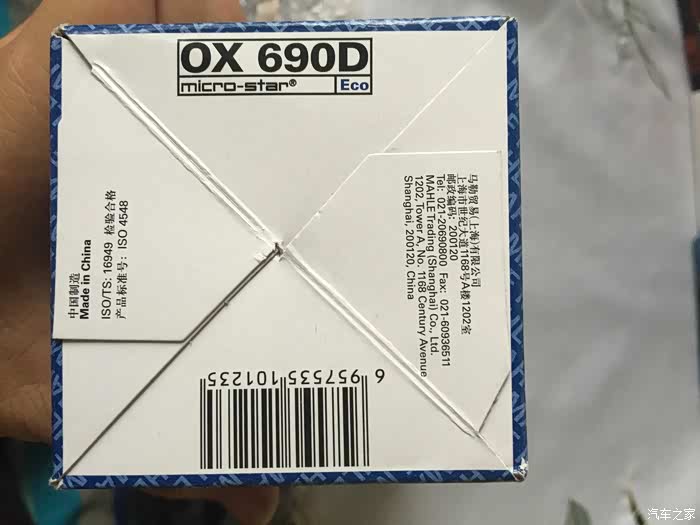 OX 690D
micro-star®
Eco
马勒贸易(上海)有限公司
上海市世纪大道1168号A楼1202室
邮政编码: 200120
Tel: 021-20690800 Fax: 021-60936511
MAHLE Trading (Shanghai) Co., Ltd.
1202, Tower A, No. 1168 Century Avenue
Shanghai, 200120, China
中国制造
Made in China
ISO/TS: 16949 检验合格
产品标准号: ISO 4548
6 957535 101235
汽车之家